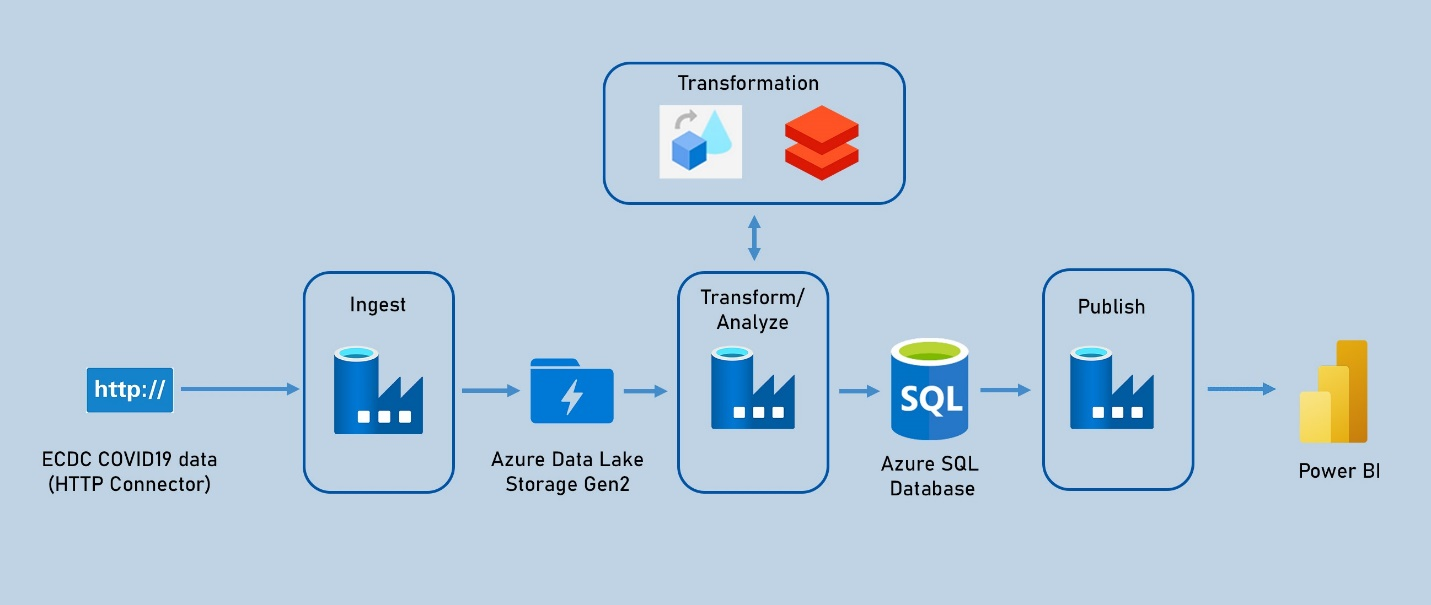 Transformation
Ingest
Transform/
Analyze
Publish
http://
SQL
ECDC COVID19 data
(HTTP Connector)
Azure Data Lake
Storage Gen2
Azure SQL
Database
Power BI